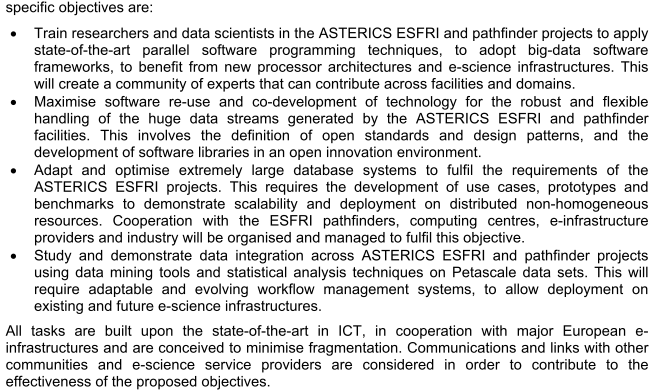 specific objectives are:
• Train researchers and data scientists in the ASTERICS ESFRI and pathfinder projects to apply
state-of-the-art parallel software programming techniques, to adopt big-data software
frameworks, to benefit from new processor architectures and e-science infrastructures. This
will create a community of experts that can contribute across facilities and domains.
• Maximise software re-use and co-development of technology for the robust and flexible
handling of the huge data streams generated by the ASTERICS ESFRI and pathfinder
facilities. This involves the definition of open standards and design patterns, and the
development of software libraries in an open innovation environment.
• Adapt and optimise extremely large database systems to fulfil the requirements of the
ASTERICS ESFRI projects. This requires the development of use cases, prototypes and
benchmarks to demonstrate scalability and deployment on distributed non-homogeneous
resources. Cooperation with the ESFRI pathfinders, computing centres, e-infrastructure
providers and industry will be organised and managed to fulfil this objective.
• Study and demonstrate data integration across ASTERICS ESFRI and pathfinder projects
using data mining tools and statistical analysis techniques on Petascale data sets. This will
require adaptable and evolving workflow management systems, to allow deployment on
existing and future e-science infrastructures.
All tasks are built upon the state-of-the-art in ICT, in cooperation with major European e-
infrastructures and are conceived to minimise fragmentation. Communications and links with other
communities and e-science service providers are considered in order to contribute to the
effectiveness of the proposed objectives.